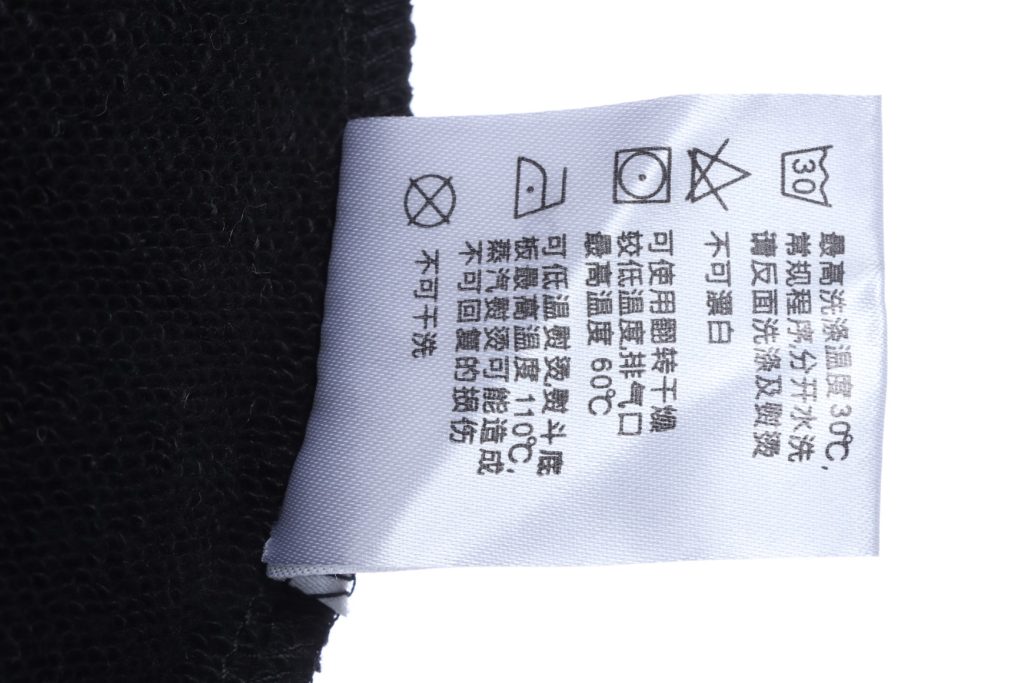 30
最高洗涤温度 30℃,
常规程序分开水洗
请反面洗涤及熨烫
不可漂白
可使用翻转干燥
较低温度排气口
最高温度 60℃
可低温熨烫熨斗底
板最高温度 110℃,
蒸汽熨烫可能造成
不可回复的损伤
不可干洗